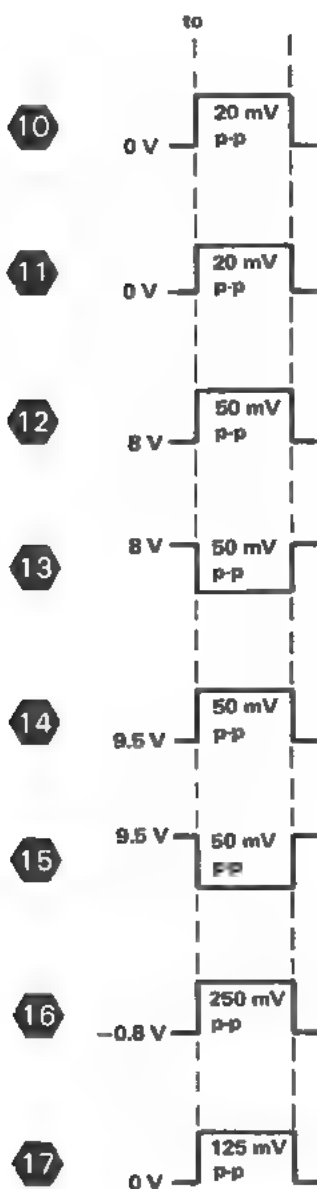 to
10
20 mV
p-p
0 V
11
20 mV
p-p
0 V
12
50 mV
p-p
8 V
8 V
50 mV
p-p
13
14
50 mV
p-p
9.5 V
9.5 V
50 mV
p-p
15
16
250 mV
p-p
−0.8 V
17
125 mV
p-p
0 V